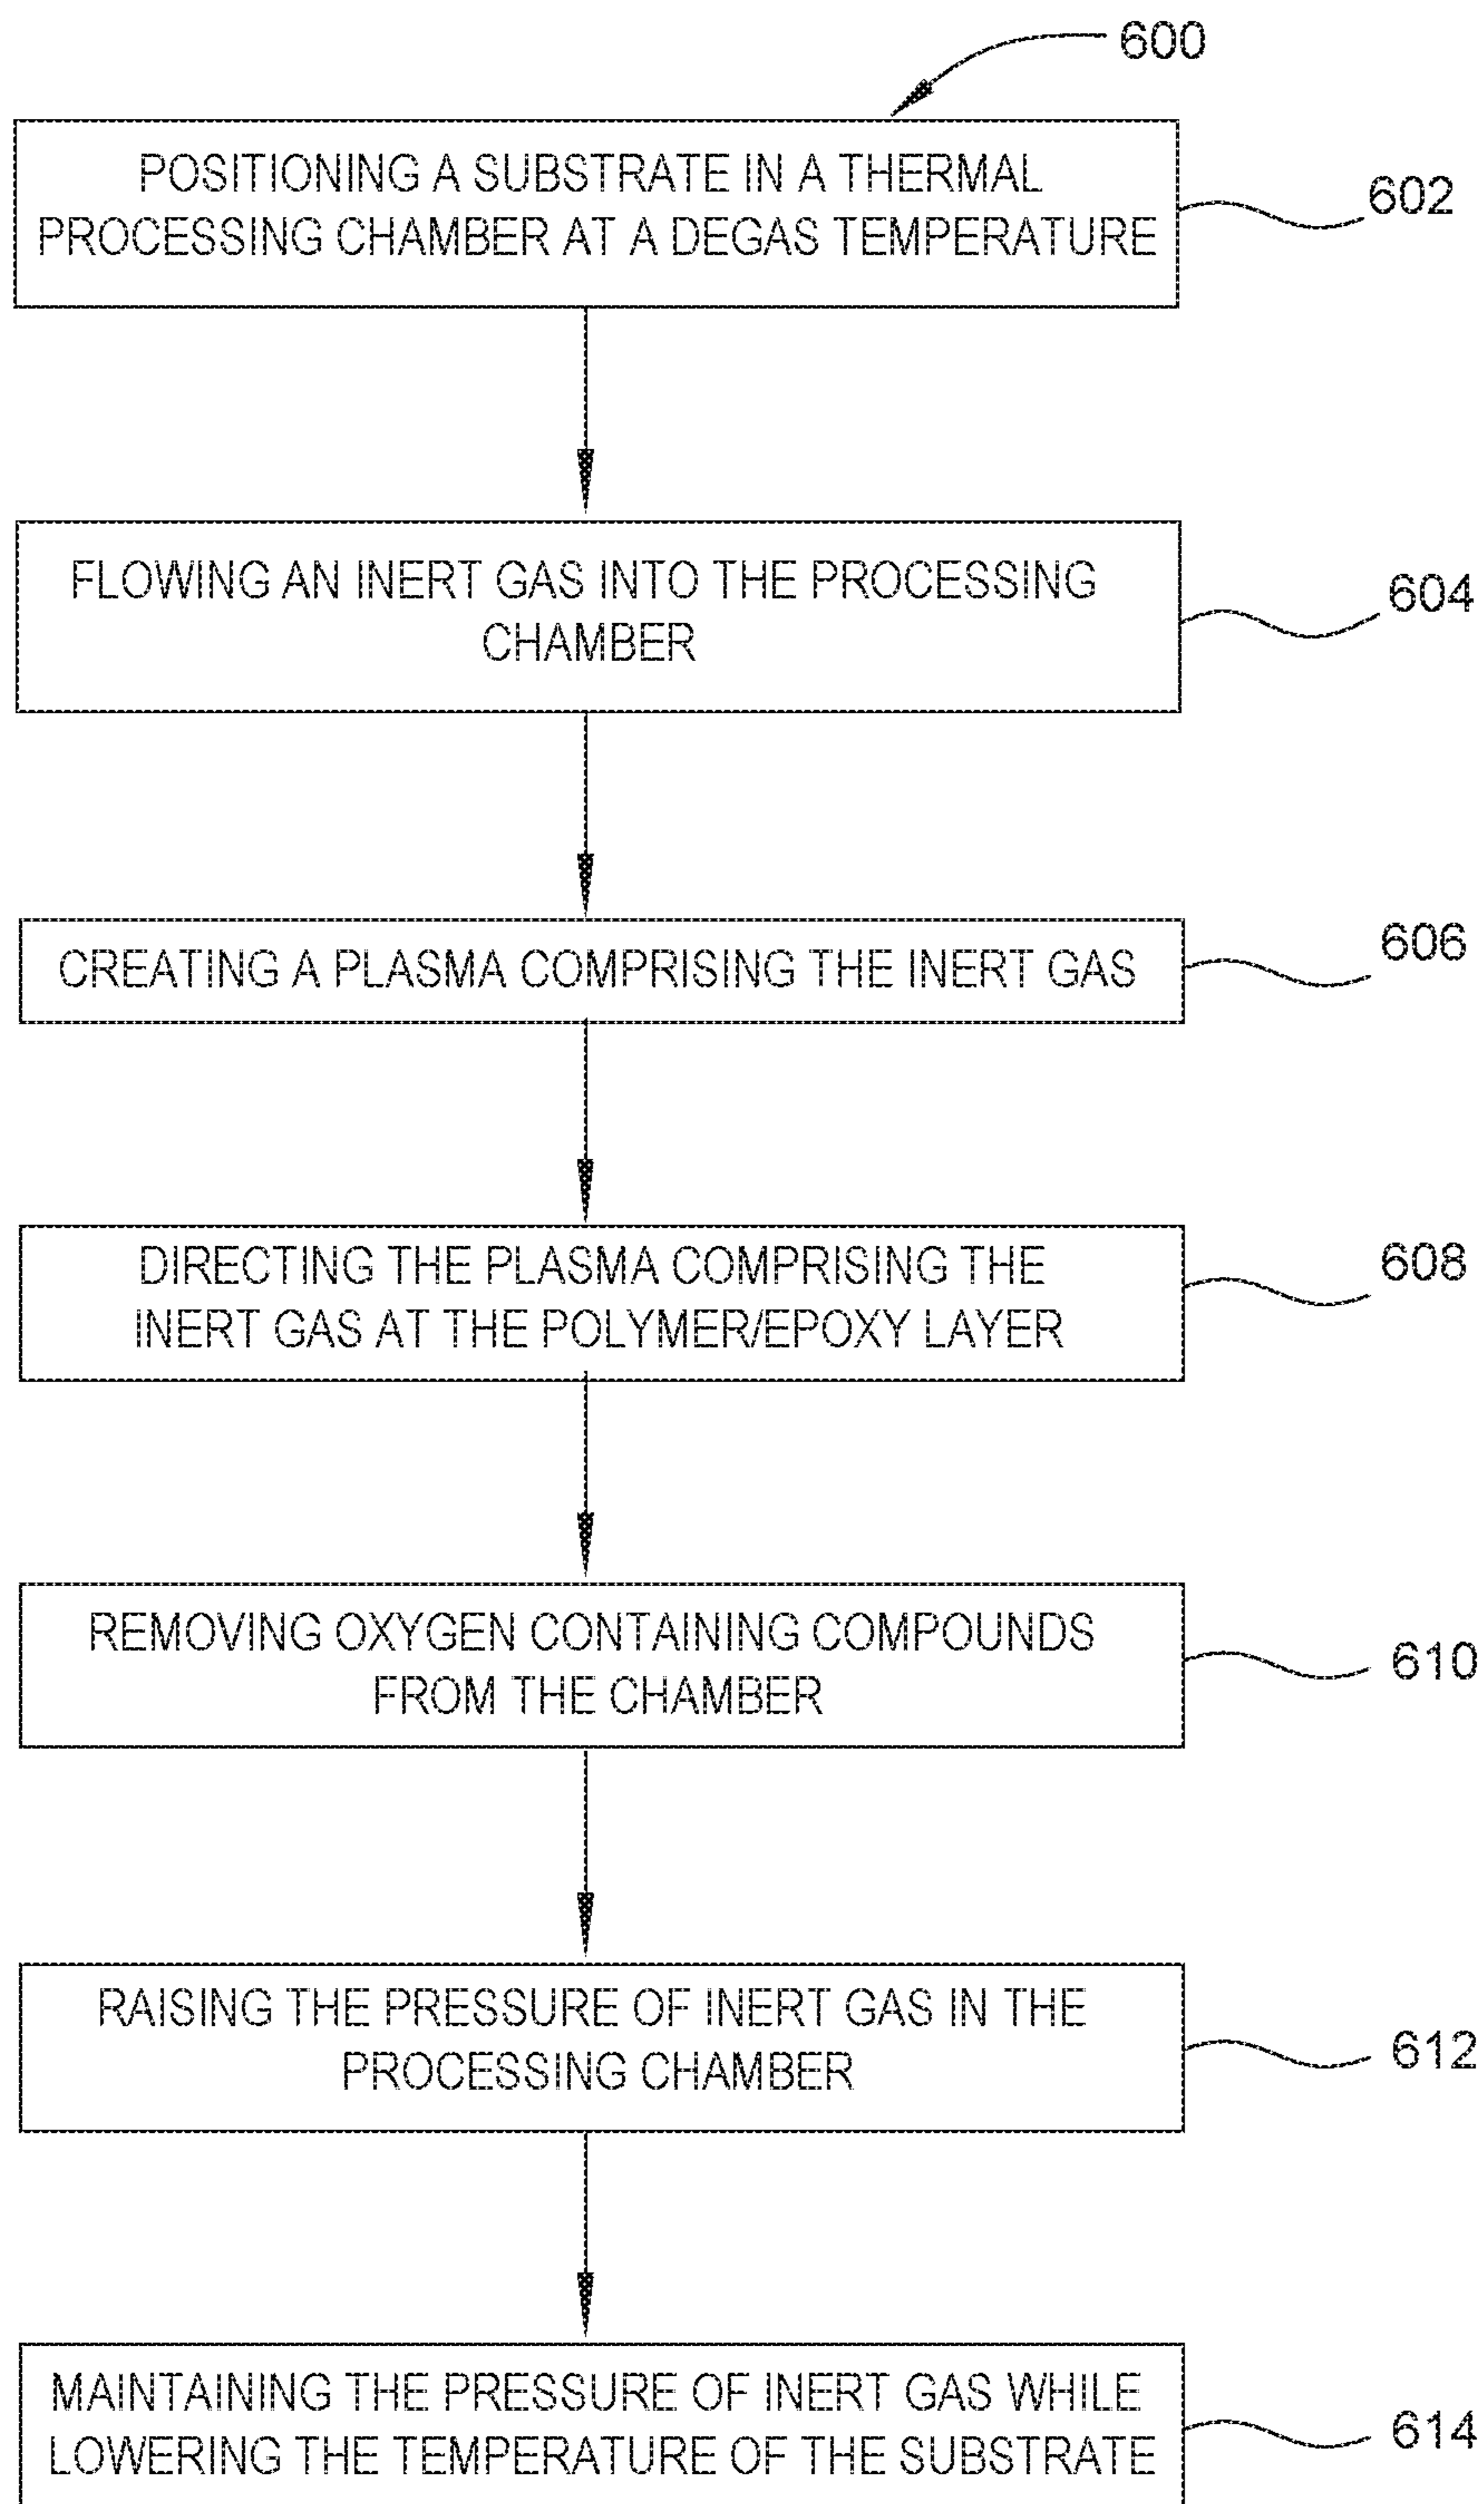 600
POSITIONING A SUBSTRATE IN A THERMAL
PROCESSING CHAMBER AT A DEGAS TEMPERATURE
602
FLOWING AN INERT GAS INTO THE PROCESSING
CHAMBER
604
CREATING A PLASMA COMPRISING THE INERT GAS
606
DIRECTING THE PLASMA COMPRISING THE
INERT GAS AT THE POLYMER/EPOXY LAYER
608
REMOVING OXYGEN CONTAINING COMPOUNDS
FROM THE CHAMBER
610
RAISING THE PRESSURE OF INERT GAS IN THE
PROCESSING CHAMBER
612
MAINTAINING THE PRESSURE OF INERT GAS WHILE
LOWERING THE TEMPERATURE OF THE SUBSTRATE
614